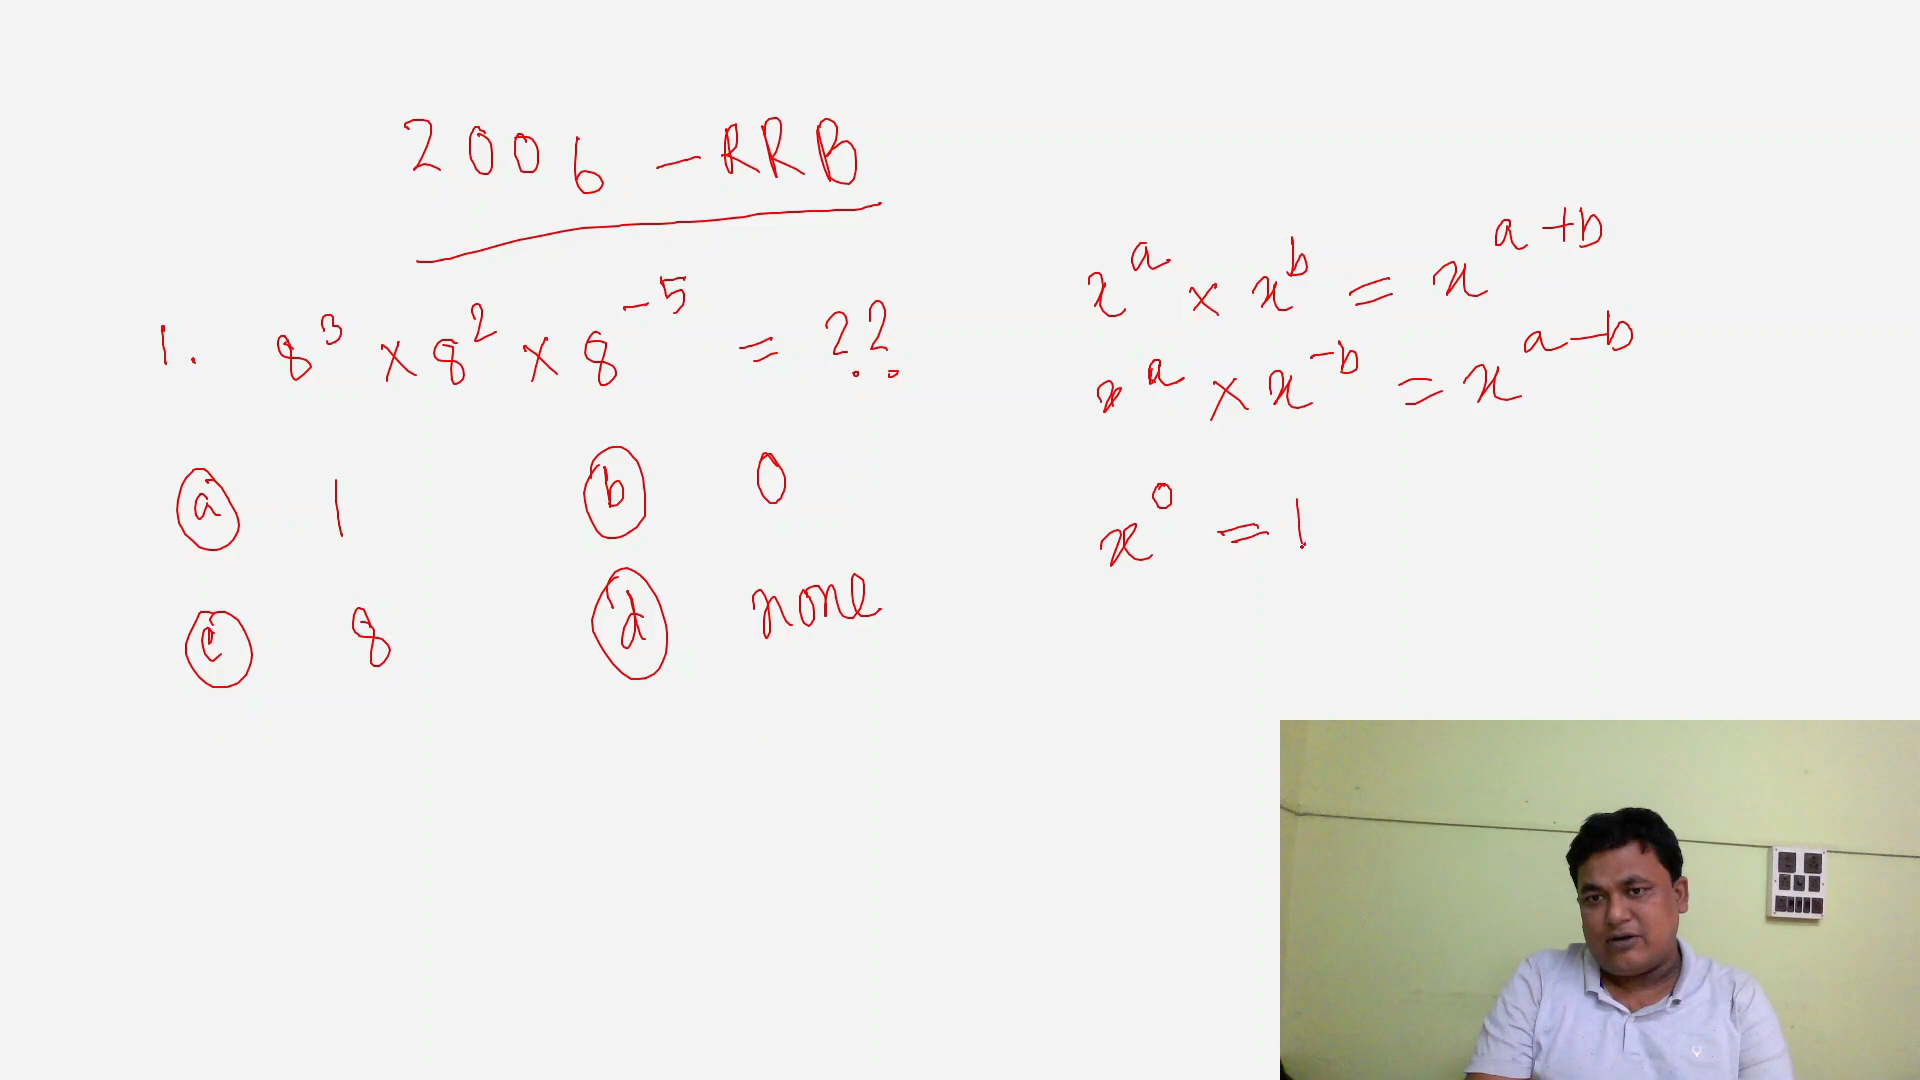 2006 - RRB
1. 8³ × 8² × 8⁻⁵ = ??
a 1 b 0
c 8 d none
xᵃ × xᵇ = xᵃ⁺ᵇ
xᵃ × x⁻ᵇ = xᵃ⁻ᵇ
x⁰ = 1